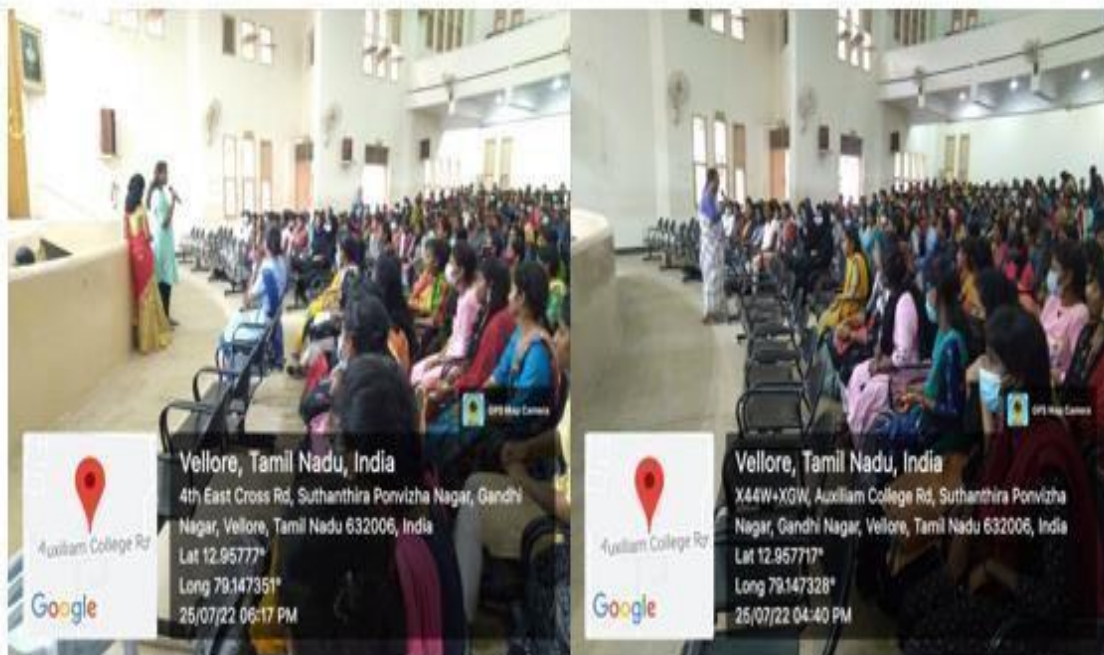 GPS Map Camera
Auxiliam College Rd
Google
Vellore, Tamil Nadu, India
4th East Cross Rd, Suthanthira Ponvizha Nagar, Gandhi
Nagar, Vellore, Tamil Nadu 632006, India
Lat 12.95777°
Long 79.147351°
25/07/22 06:17 PM
GPS Map Camera
Auxiliam College Rd
Google
Vellore, Tamil Nadu, India
X44W+XGW, Auxilium College Rd, Suthanthira Ponvizha
Nagar, Gandhi Nagar, Vellore, Tamil Nadu 632006, India
Lat 12.957717°
Long 79.147328°
25/07/22 04:40 PM